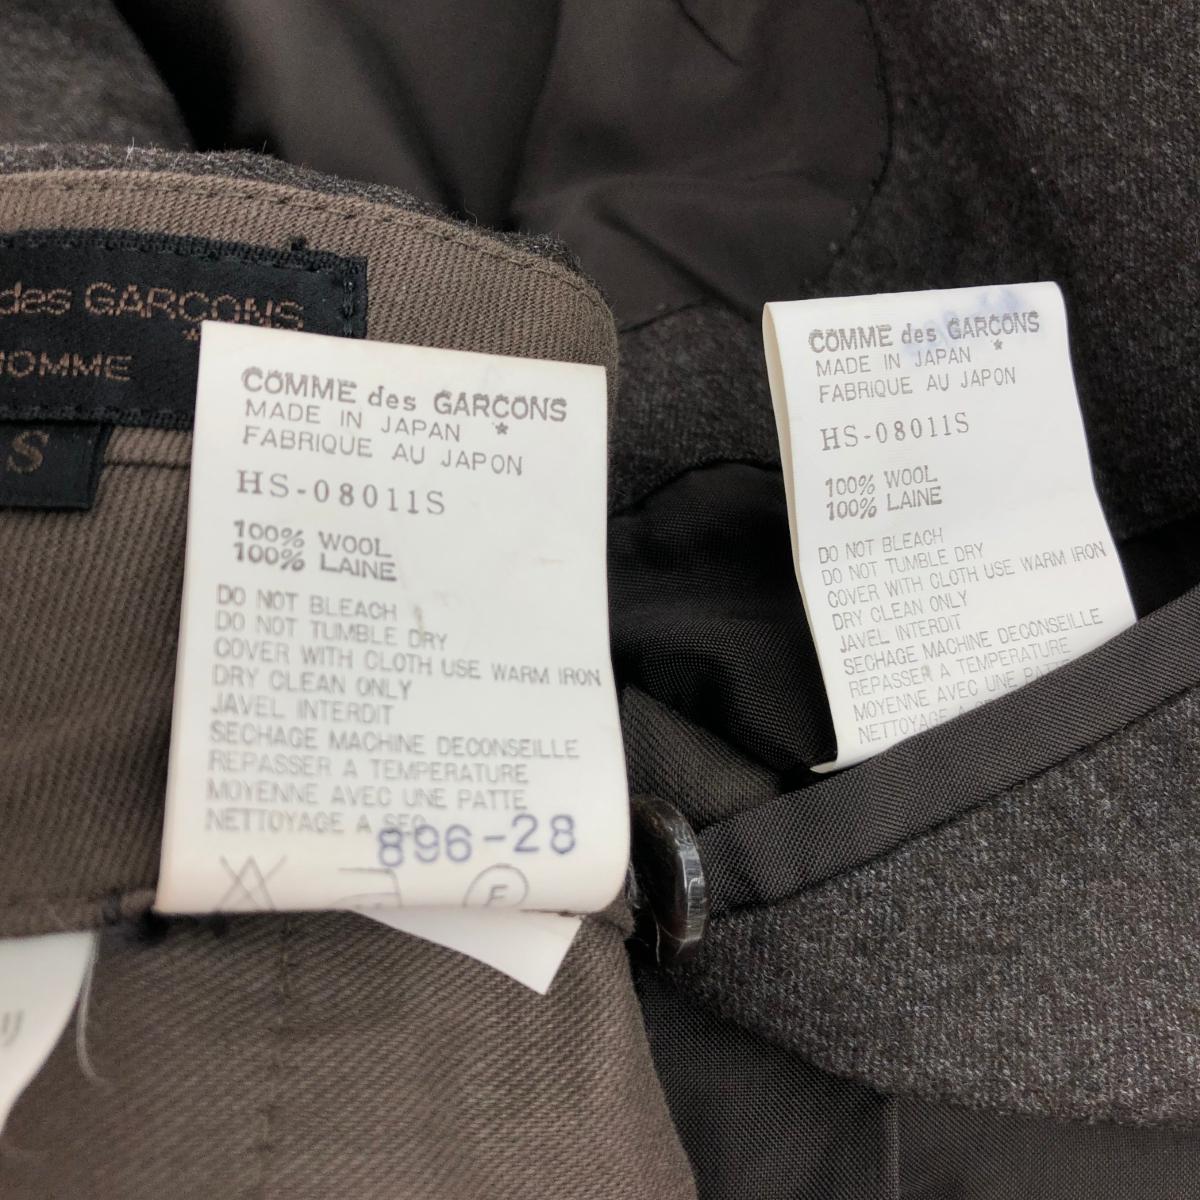 des GARÇONS
HOMME
S
COMME des GARCONS
MADE IN JAPAN *
FABRIQUE AU JAPON
HS-08011S
100% WOOL
100% LAINE
DO NOT BLEACH
DO NOT TUMBLE DRY
COVER WITH CLOTH USE WARM IRON
DRY CLEAN ONLY
JAVEL INTERDIT
SECHAGE MACHINE DECONSEILLE
REPASSER A TEMPERATURE
MOYENNE AVEC UNE PATTE
NETTOYAGE A SEC
896-28
F
COMME des GARCONS
MADE IN JAPAN *
FABRIQUE AU JAPON
HS-08011S
100% WOOL
100% LAINE
DO NOT BLEACH
DO NOT TUMBLE DRY
COVER WITH CLOTH USE WARM IRON
DRY CLEAN ONLY
JAVEL INTERDIT
SECHAGE MACHINE DECONSEILLE
REPASSER A TEMPERATURE
MOYENNE AVEC UNE
NETTOYAGE